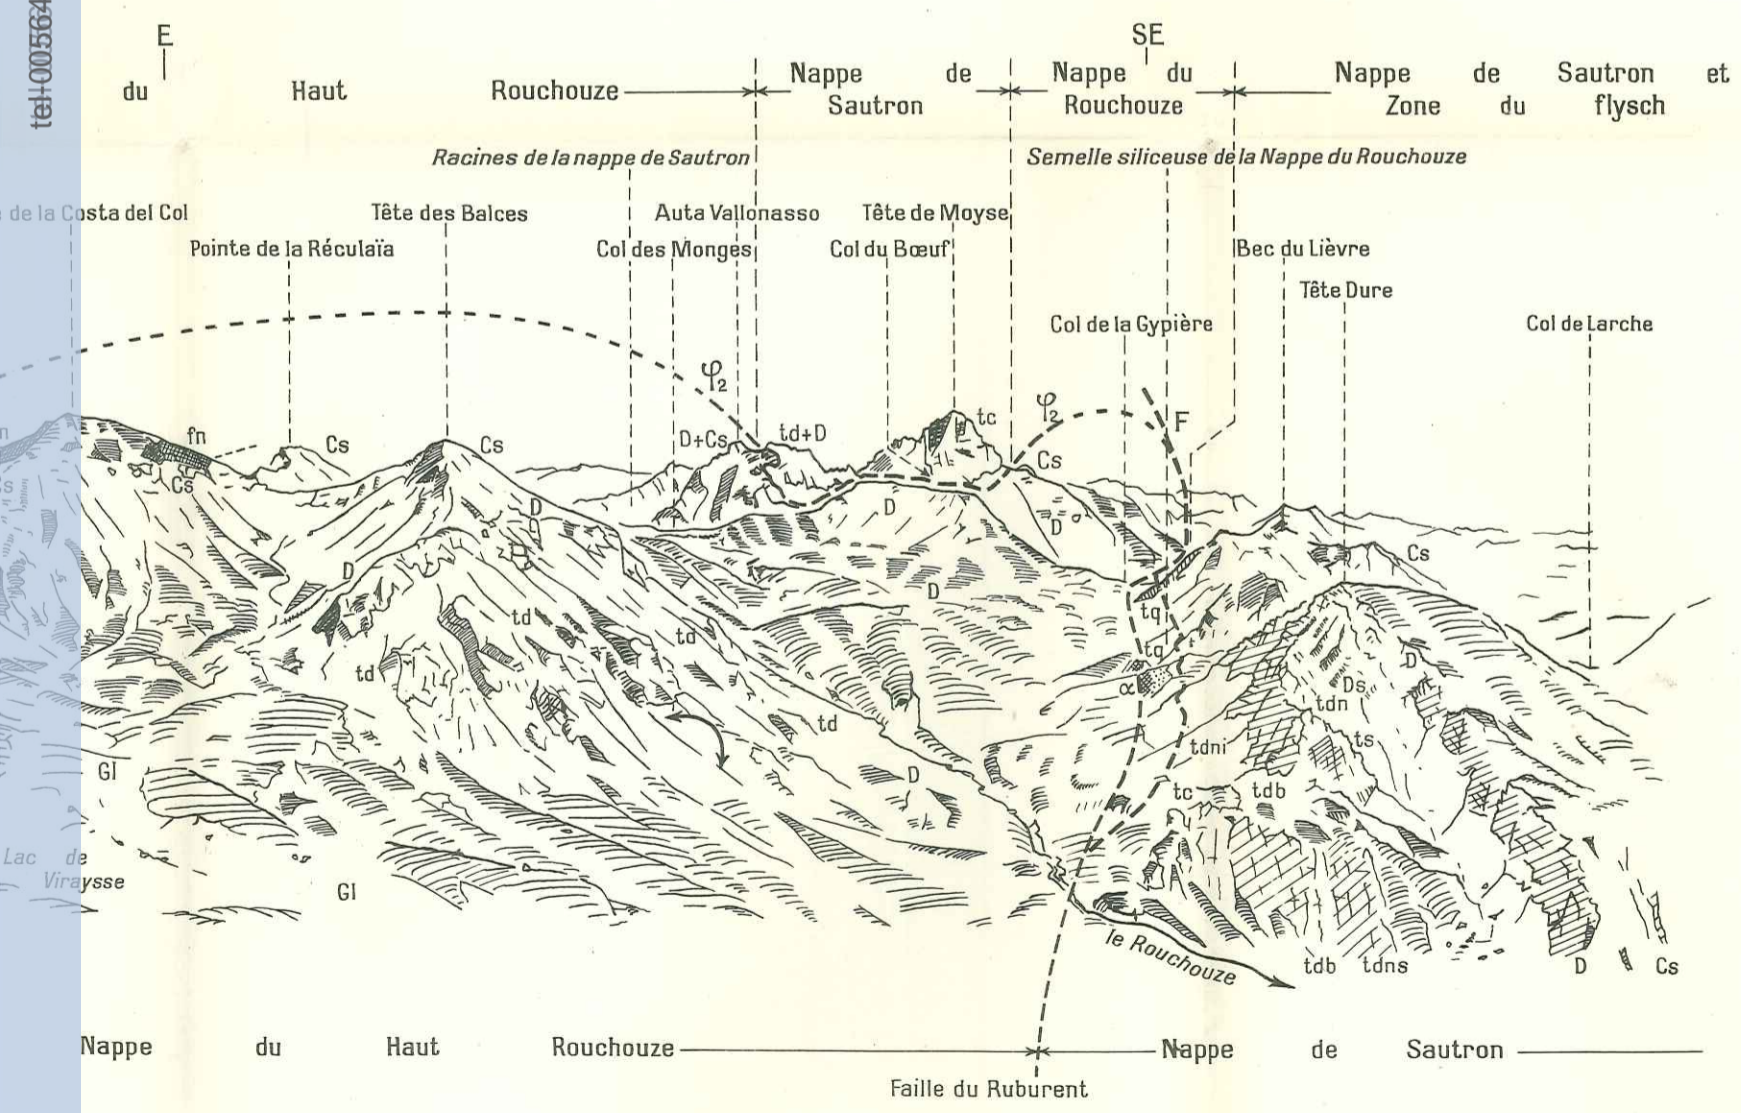 tel-00564
E
SE
du Haut Rouchouze
Nappe de
Sautron
Nappe du
Rouchouze
Nappe de Sautron et
Zone du flysch
Racines de la nappe de Sautron
Semelle siliceuse de la Nappe du Rouchouze
de la Costa del Col
Tête des Balces
Auta Vallonasso
Tête de Moyse
Pointe de la Réculaïa
Col des Monges
Col du Bœuf
Bec du Lièvre
Tête Dure
Col de la Gypière
Col de Larche
φ2
φ2
F
n
fn
Cs
Cs
D+Cs
td+D
tc
Cs
Cs
Cs
D
D
D
Cs
D
D
tq
td
td
tq
D
td
α
Ds
tdn
td
tdni
ts
Gl
D
tc
tdb
Lac de
Viraysse
Gl
le Rouchouze
tdb
tdns
D
Cs
Nappe du Haut Rouchouze
Nappe de Sautron
Faille du Ruburent